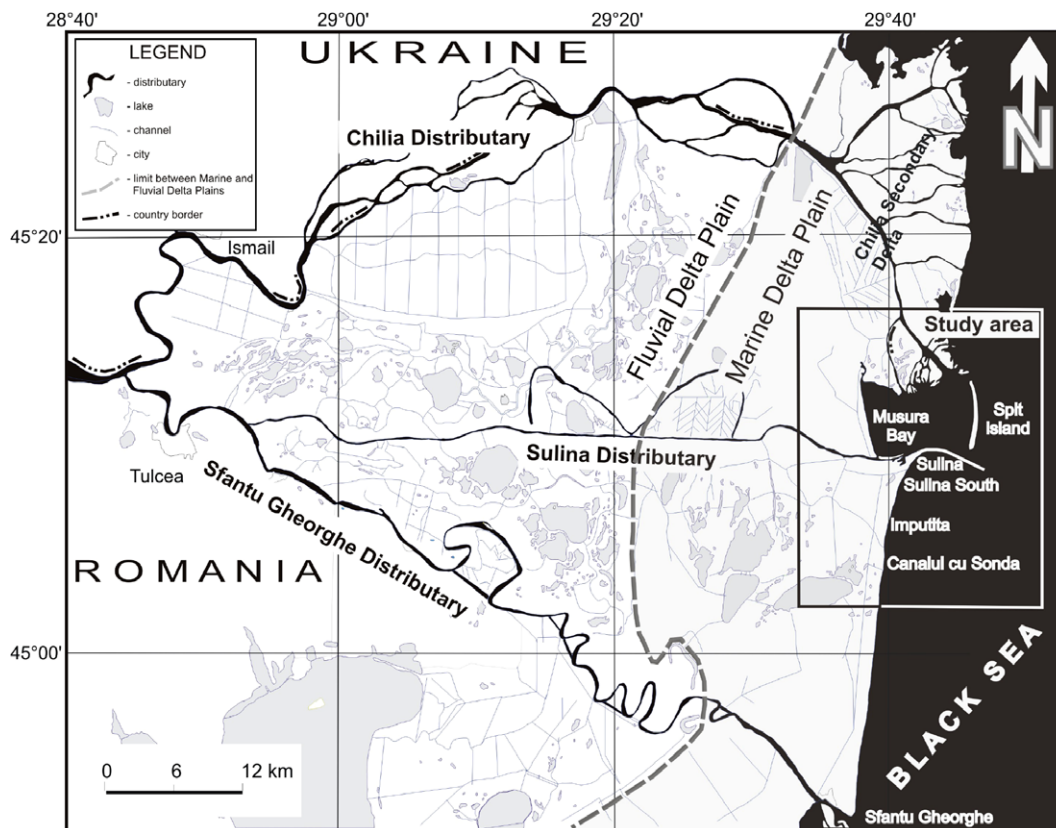 28°40'
29°00'
29°20'
29°40'
LEGEND
- distributary
- lake
- channel
- city
- limit between Marine and
Fluvial Delta Plains
- country border
UKRAINE
N
Chilia Distributary
Chilia Secondary
Delta
45°20'
Ismail
Fluvial Delta Plain
Marine Delta Plain
Study area
Musura
Bay
Spit
Island
Sulina Distributary
Sulina
Sulina South
Tulcea
Sfantu Gheorghe Distributary
Imputita
Canalul cu Sonda
ROMANIA
45°00'
BLACK SEA
0 6 12 km
Sfantu Gheorghe